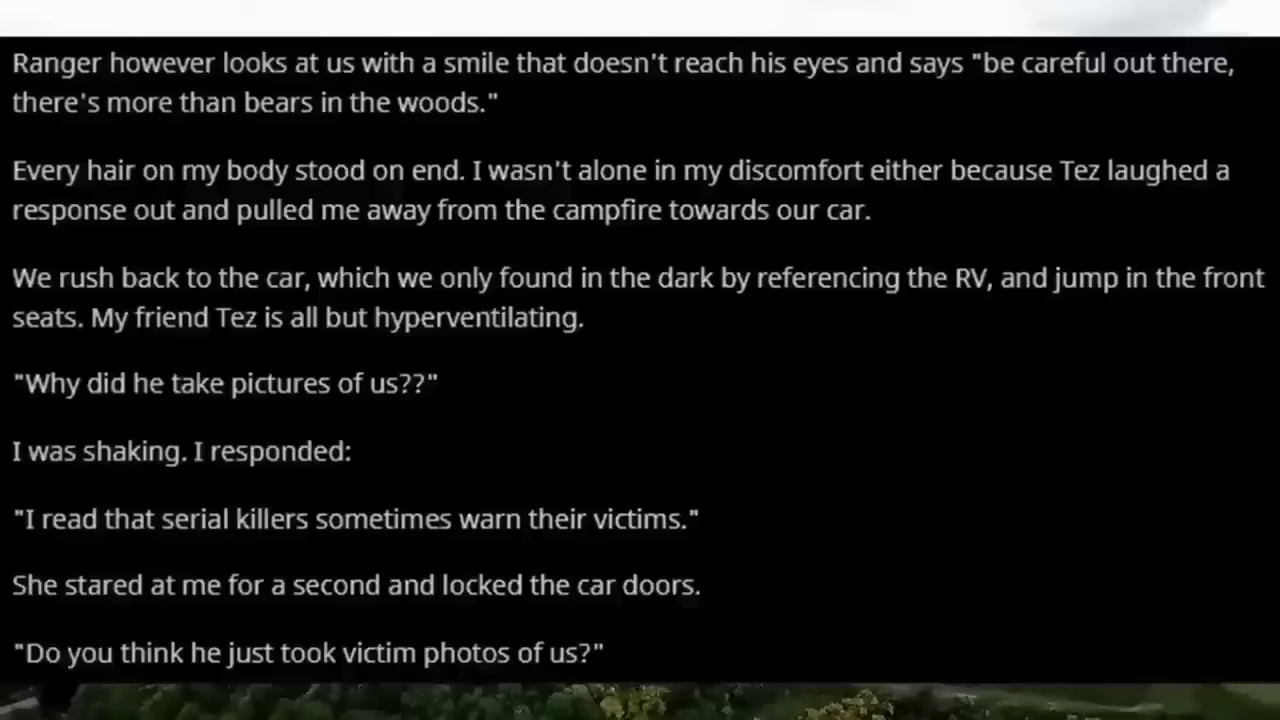 Ranger however looks at us with a smile that doesn't reach his eyes and says "be careful out there,
there's more than bears in the woods."
Every hair on my body stood on end. I wasn't alone in my discomfort either because Tez laughed a
response out and pulled me away from the campfire towards our car.
We rush back to the car, which we only found in the dark by referencing the RV, and jump in the front
seats. My friend Tez is all but hyperventilating.
"Why did he take pictures of us??"
I was shaking. I responded:
"I read that serial killers sometimes warn their victims."
She stared at me for a second and locked the car doors.
"Do you think he just took victim photos of us?"